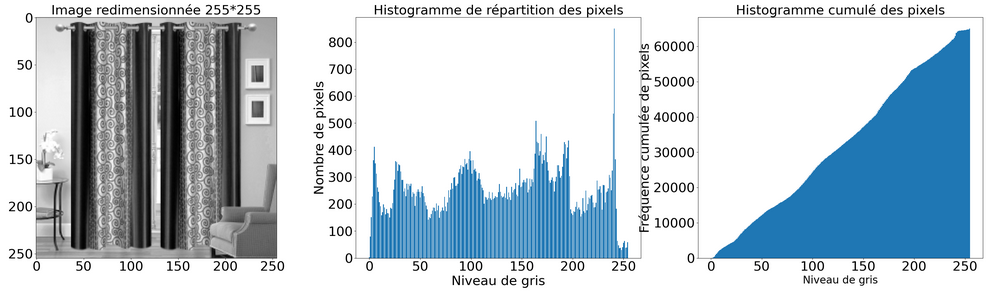 Image redimensionnée 255*255
0
50
100
150
200
250
0 50 100 150 200 250
Histogramme de répartition des pixels
Nombre de pixels
800
700
600
500
400
300
200
100
0
0 50 100 150 200 250
Niveau de gris
Histogramme cumulé des pixels
Fréquence cumulée de pixels
60000
50000
40000
30000
20000
10000
0
0 50 100 150 200 250
Niveau de gris